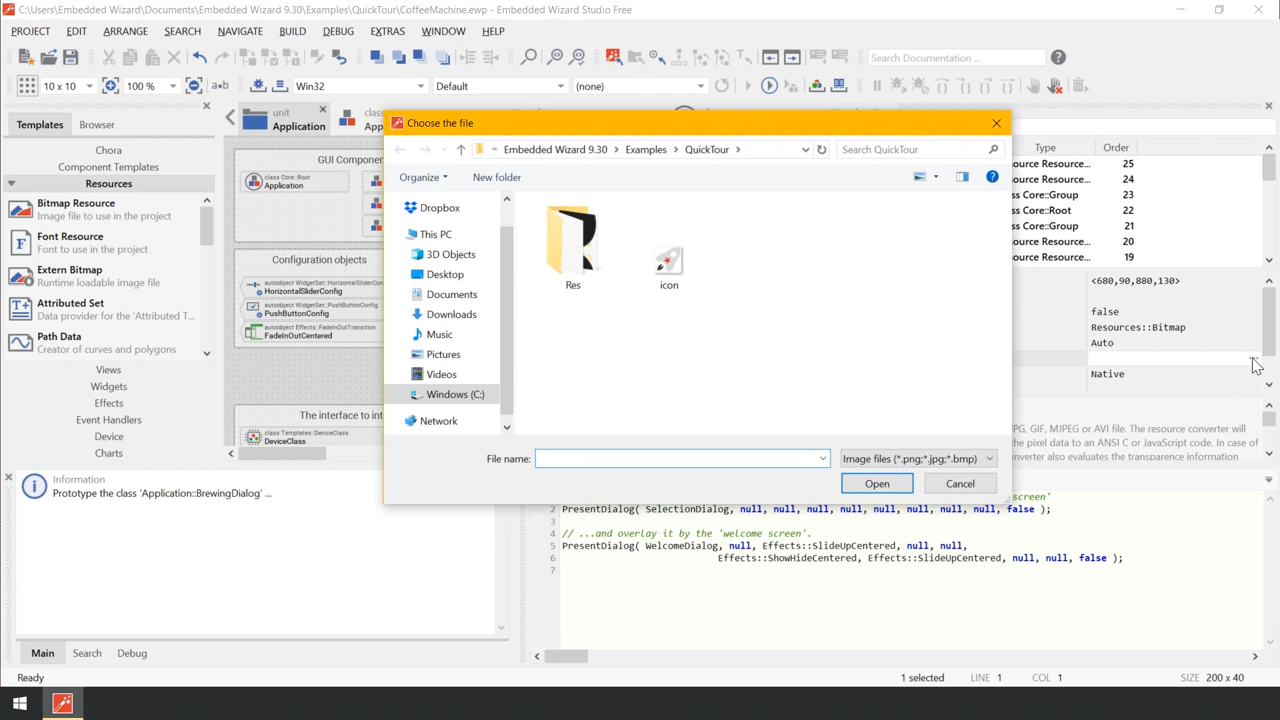 C:\Users\Embedded Wizard\Documents\Embedded Wizard 9.30\Examples\QuickTour\CoffeeMachine.ewp - Embedded Wizard Studio Free
PROJECT EDIT ARRANGE SEARCH NAVIGATE BUILD DEBUG EXTRAS WINDOW HELP
Search Documentation ...
10 x 10 100 % a↔b Win32 Default (none)
Templates Browser
unit
Application
class
App
Chora
Component Templates
Resources
Bitmap Resource
Image file to use in the project
Font Resource
Font to use in the project
Extern Bitmap
Runtime loadable image file
Attributed Set
Data provider for the 'Attributed T...
Path Data
Creator of curves and polygons
Views
Widgets
Effects
Event Handlers
Device
Charts
GUI Componen
class Core::Root
Application
Configuration objects
autoobject WidgetSet::HorizontalSliderCon
HorizontalSliderConfig
autoobject WidgetSet::PushButtonConfig
PushButtonConfig
autoobject Effects::FadeInOutTransition
FadeInOutCentered
The interface to int
class Templates::DeviceClass
DeviceClass
Choose the file
« Embedded Wizard 9.30 › Examples › QuickTour ›
Search QuickTour
Organize New folder
Dropbox
This PC
3D Objects
Desktop
Documents
Downloads
Music
Pictures
Videos
Windows (C:)
Network
Res
icon
File name:
Image files (*.png;*.jpg;*.bmp)
Open Cancel
Type Order
ource Resource... 25
ource Resource... 24
ss Core::Group 23
ss Core::Root 22
ss Core::Group 21
ource Resource... 20
ource Resource... 19
<680,90,880,130>
false
Resources::Bitmap
Auto
Native
PG, GIF, MJPEG or AVI file. The resource converter will
the pixel data to an ANSI C or JavaScript code. In case of
nverter also evaluates the transparence information
Information
Prototype the class 'Application::BrewingDialog' ...
screen'
2 PresentDialog( SelectionDialog, null, null, null, null, null, null, null, null, false );
3
4 // ...and overlay it by the 'welcome screen'.
5 PresentDialog( WelcomeDialog, null, Effects::SlideUpCentered, null, null,
6 Effects::ShowHideCentered, Effects::SlideUpCentered, null, null, false );
7
Main Search Debug
Ready
1 selected LINE 1 COL 1 SIZE 200 x 40